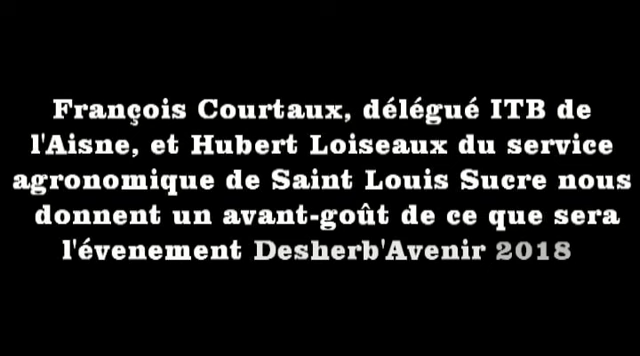 François Courtaux, délégué ITB de
l'Aisne, et Hubert Loiseaux du service
agronomique de Saint Louis Sucre nous
donnent un avant-goût de ce que sera
l'évenement Desherb'Avenir 2018